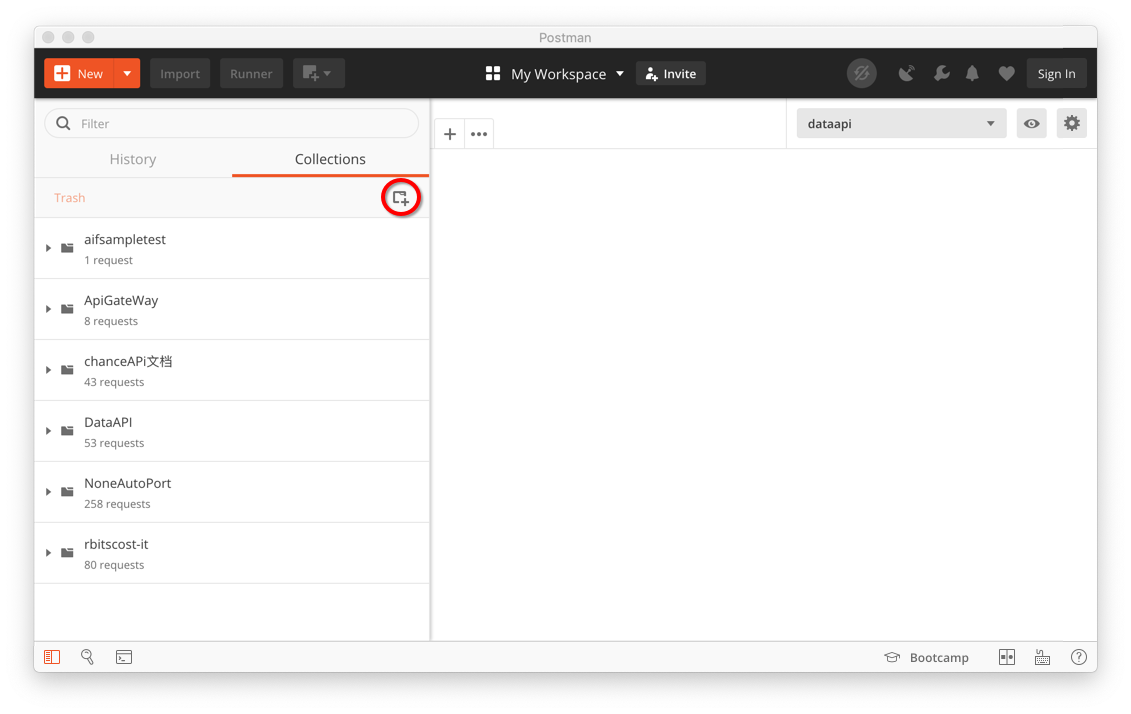 Postman
New
Import
Runner
My Workspace
Invite
Sign In
Filter
dataapi
History
Collections
Trash
aifsampletest
1 request
ApiGateWay
8 requests
chanceAPi文档
43 requests
DataAPI
53 requests
NoneAutoPort
258 requests
rbitscost-it
80 requests
Bootcamp